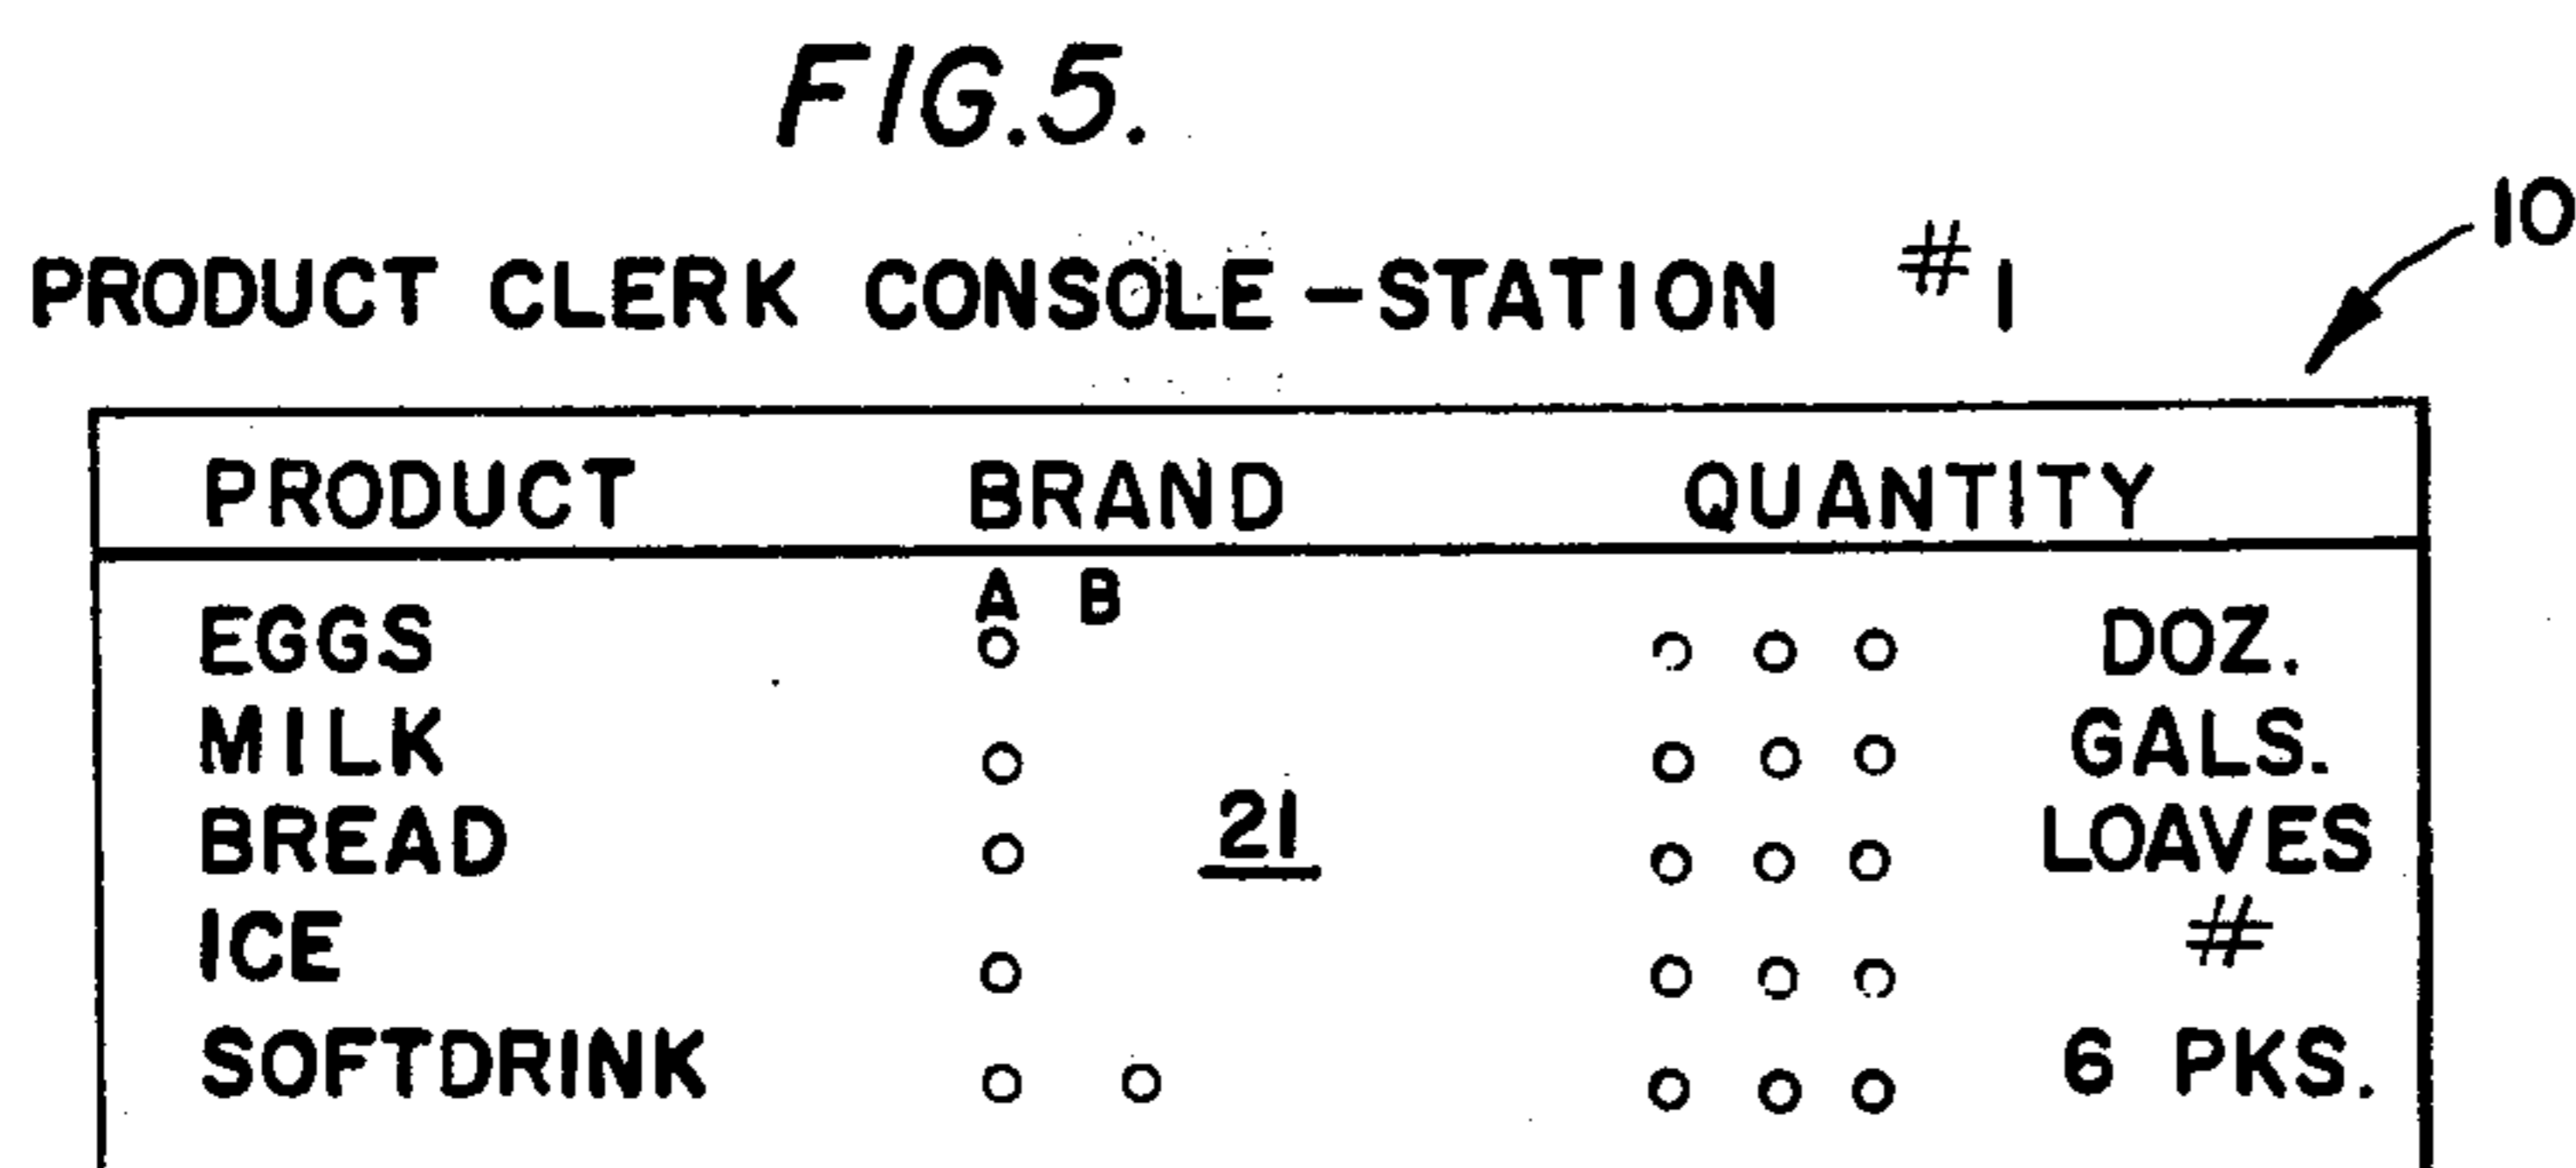 FIG.5.
10
PRODUCT CLERK CONSOLE-STATION #1
PRODUCT BRAND QUANTITY
A B
EGGS DOZ.
MILK GALS.
BREAD 21 LOAVES
ICE #
SOFTDRINK 6 PKS.